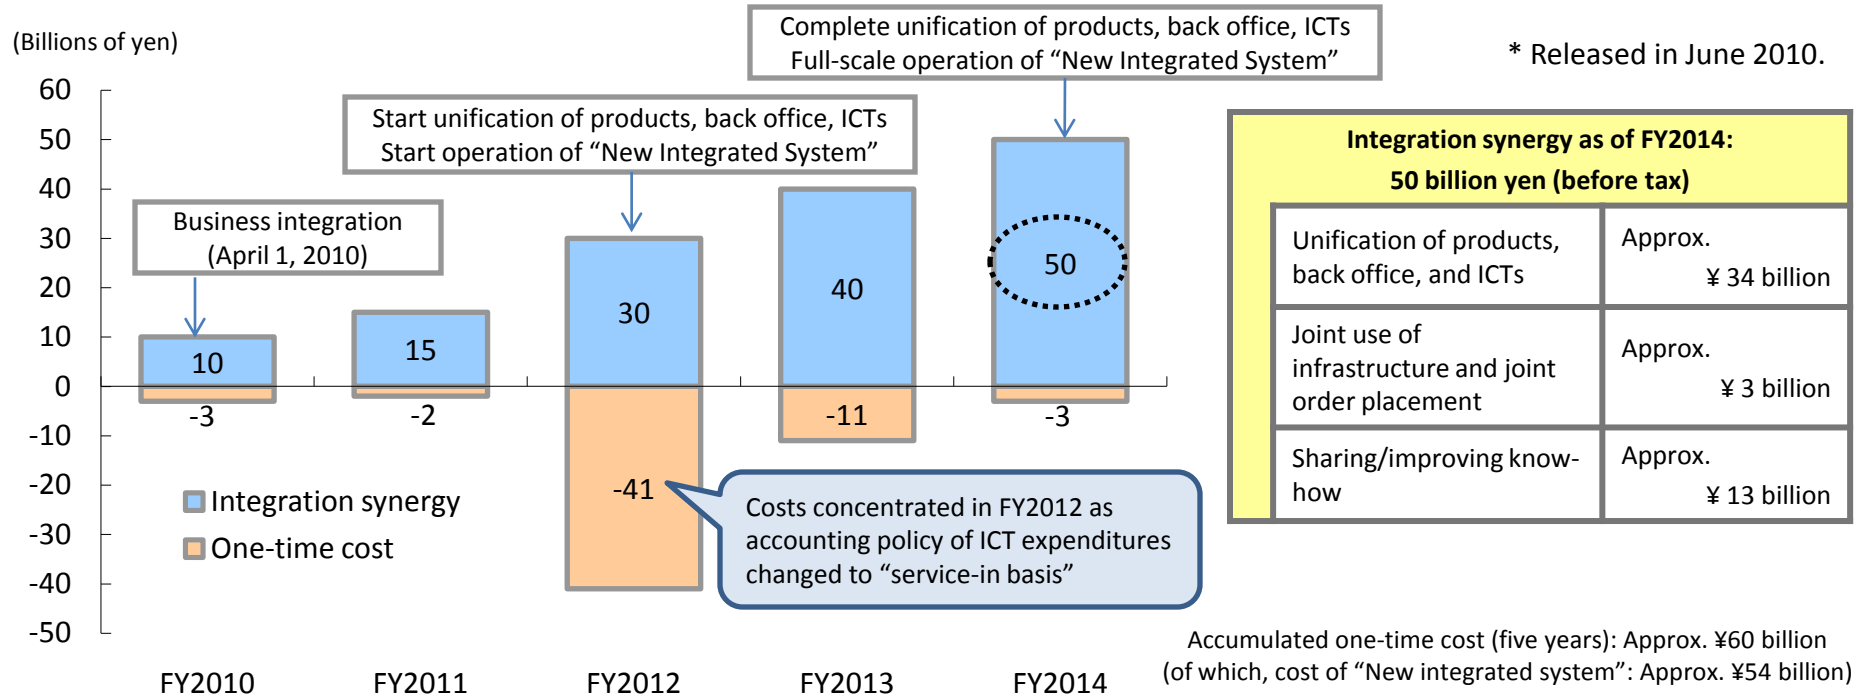 (Billions of yen)
Complete unification of products, back office, ICTs
Full-scale operation of “New Integrated System”
* Released in June 2010.
Start unification of products, back office, ICTs
Start operation of “New Integrated System”
Business integration
(April 1, 2010)
60
50
40
30
20
10
0
-10
-20
-30
-40
-50
10
15
30
40
50
-3
-2
-41
-11
-3
Integration synergy
One-time cost
Costs concentrated in FY2012 as
accounting policy of ICT expenditures
changed to “service-in basis”
FY2010
FY2011
FY2012
FY2013
FY2014
Integration synergy as of FY2014:
50 billion yen (before tax)
Unification of products,
back office, and ICTs
Approx.
¥ 34 billion
Joint use of
infrastructure and joint
order placement
Approx.
¥ 3 billion
Sharing/improving know-
how
Approx.
¥ 13 billion
Accumulated one-time cost (five years): Approx. ¥60 billion
(of which, cost of “New integrated system”: Approx. ¥54 billion)